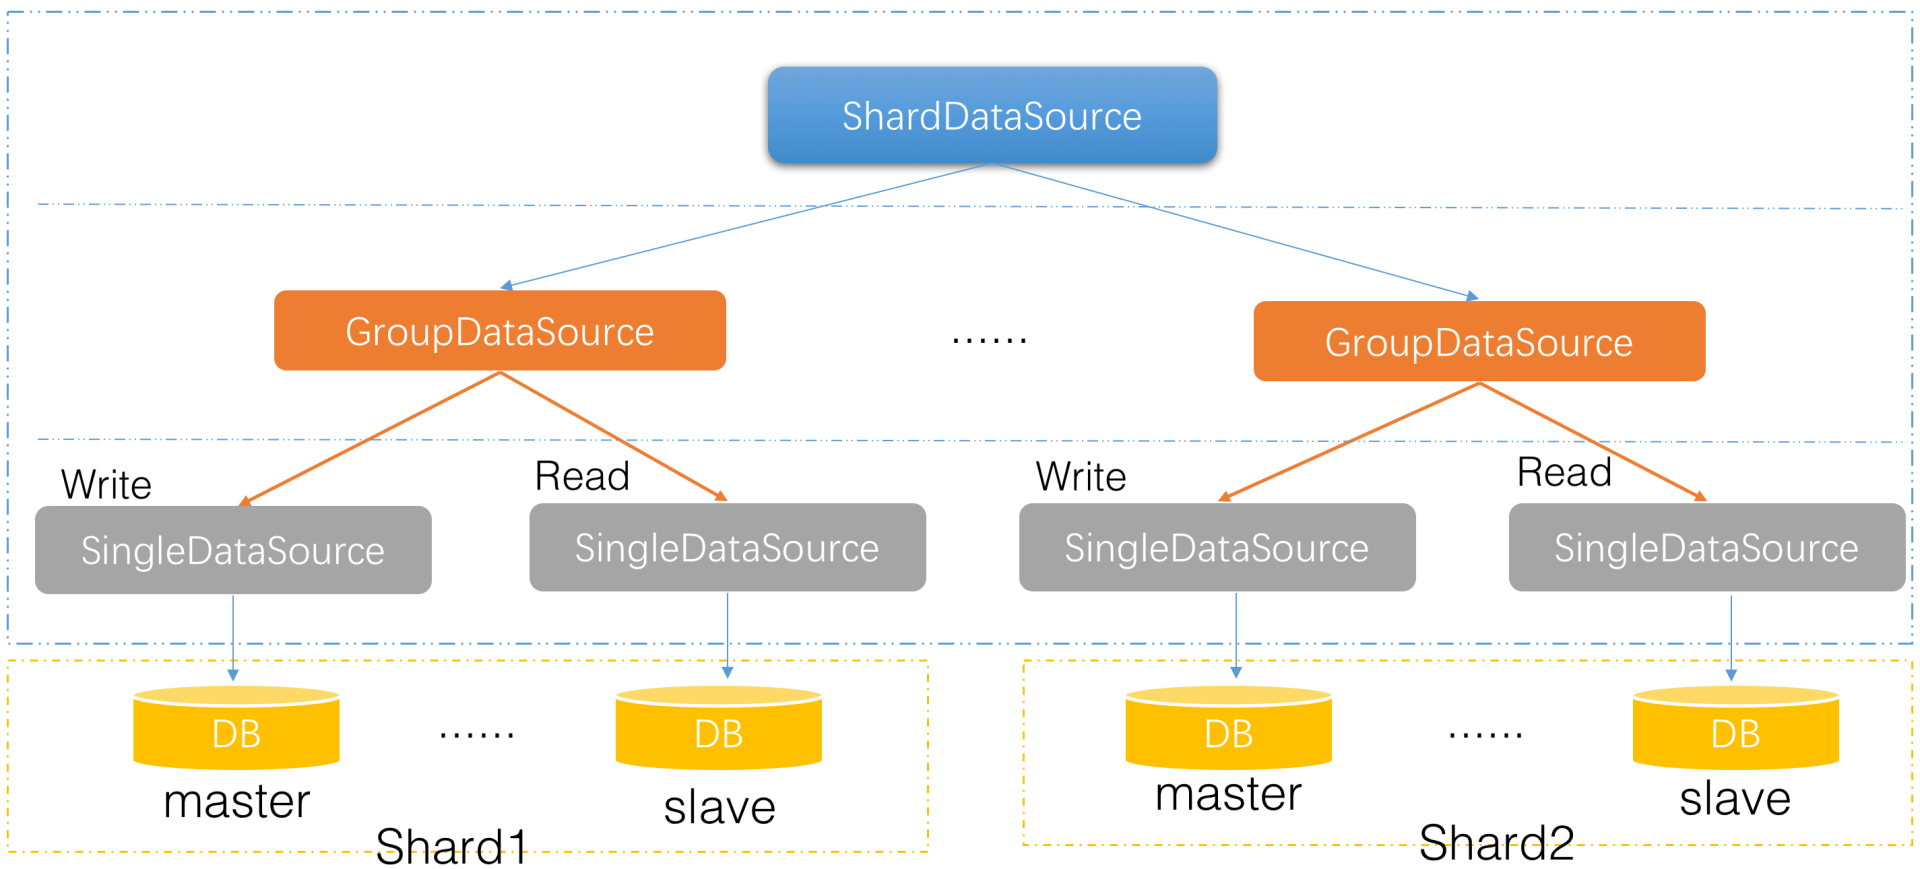 ShardDataSource
GroupDataSource
......
GroupDataSource
Write
Read
Write
Read
SingleDataSource
SingleDataSource
SingleDataSource
SingleDataSource
DB
......
DB
DB
......
DB
master
slave
master
slave
Shard1
Shard2